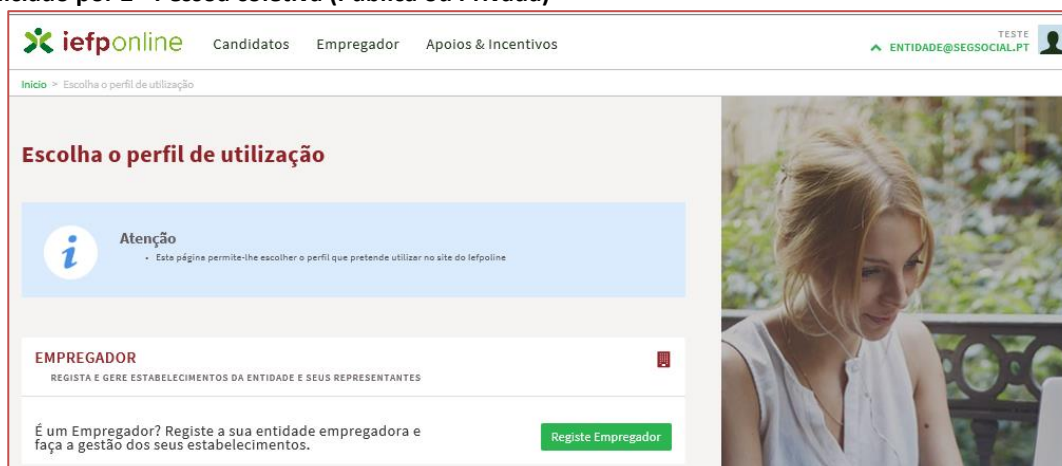 iefponline Candidatos Empregador Apoios & Incentivos
TESTE
ENTIDADE@SEGSOCIAL.PT
Início > Escolha o perfil de utilização
Escolha o perfil de utilização
Atenção
• Esta página permite-lhe escolher o perfil que pretende utilizar no site do Iefpoline
EMPREGADOR
REGISTA E GERE ESTABELECIMENTOS DA ENTIDADE E SEUS REPRESENTANTES
É um Empregador? Registe a sua entidade empregadora e
faça a gestão dos seus estabelecimentos.
Registe Empregador